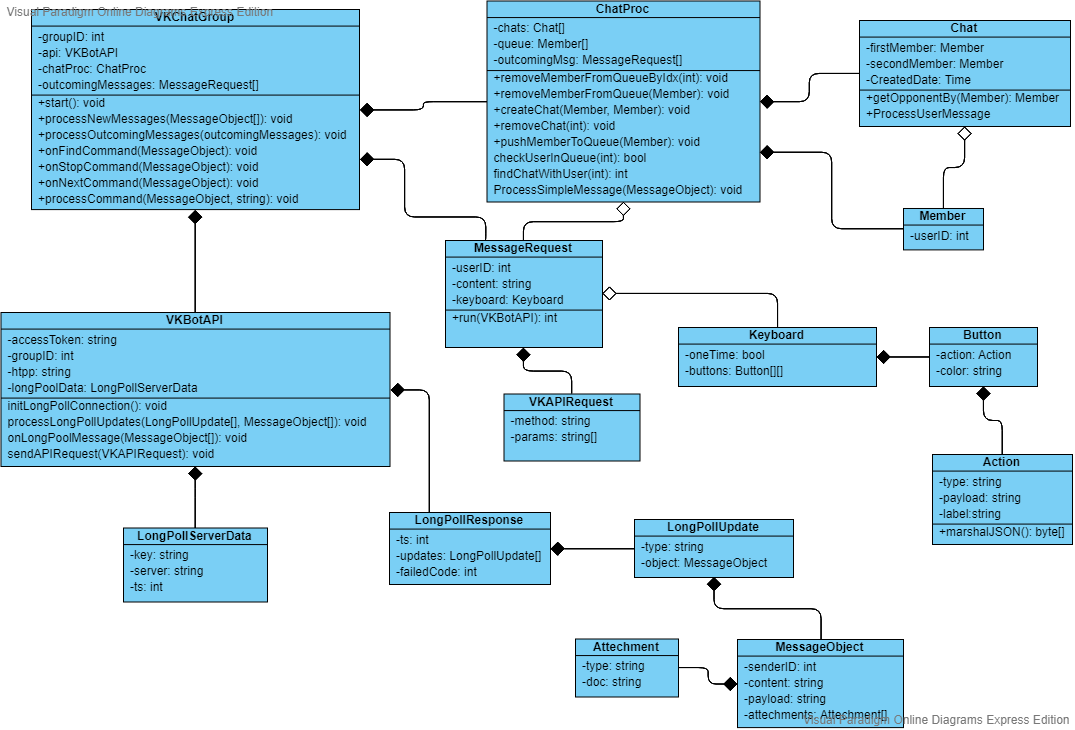 Visual Paradigm Online Diagrams Express Edition
VKChatGroup
-groupID: int
-api: VKBotAPI
-chatProc: ChatProc
-outcomingMessages: MessageRequest[]
+start(): void
+processNewMessages(MessageObject[]): void
+processOutcomingMessages(outcomingMessages): void
+onFindCommand(MessageObject): void
+onStopCommand(MessageObject): void
+onNextCommand(MessageObject): void
+processCommand(MessageObject, string): void
ChatProc
-chats: Chat[]
-queue: Member[]
-outcomingMsg: MessageRequest[]
+removeMemberFromQueueByIdx(int): void
+removeMemberFromQueue(Member): void
+createChat(Member, Member): void
+removeChat(int): void
+pushMemberToQueue(Member): void
checkUserInQueue(int): bool
findChatWithUser(int): int
ProcessSimpleMessage(MessageObject): void
Chat
-firstMember: Member
-secondMember: Member
-CreatedDate: Time
+getOpponentBy(Member): Member
+ProcessUserMessage
Member
-userID: int
MessageRequest
-userID: int
-content: string
-keyboard: Keyboard
+run(VKBotAPI): int
VKBotAPI
-accessToken: string
-groupID: int
-htpp: string
-longPoolData: LongPollServerData
initLongPollConnection(): void
processLongPollUpdates(LongPollUpdate[], MessageObject[]): void
onLongPoolMessage(MessageObject[]): void
sendAPIRequest(VKAPIRequest): void
Keyboard
-oneTime: bool
-buttons: Button[][]
Button
-action: Action
-color: string
VKAPIRequest
-method: string
-params: string[]
Action
-type: string
-payload: string
-label:string
+marshalJSON(): byte[]
LongPollServerData
-key: string
-server: string
-ts: int
LongPollResponse
-ts: int
-updates: LongPollUpdate[]
-failedCode: int
LongPollUpdate
-type: string
-object: MessageObject
Attechment
-type: string
-doc: string
MessageObject
-senderID: int
-content: string
-payload: string
-attechments: Attechment[]
Visual Paradigm Online Diagrams Express Edition